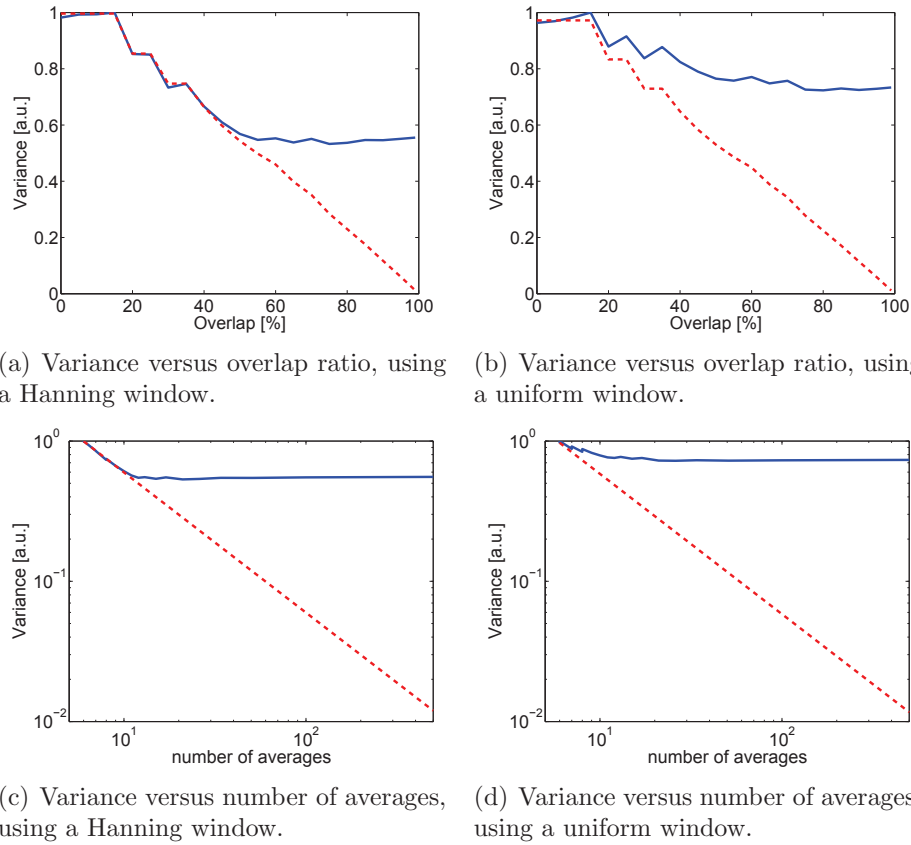 1
0.8
0.6
0.4
0.2
0
Variance [a.u.]
0 20 40 60 80 100
Overlap [%]
(a) Variance versus overlap ratio, using
a Hanning window.
1
0.8
0.6
0.4
0.2
0
Variance [a.u.]
0 20 40 60 80 100
Overlap [%]
(b) Variance versus overlap ratio, using
a uniform window.
10^0
10^-1
10^-2
Variance [a.u.]
10^1 10^2
number of averages
(c) Variance versus number of averages,
using a Hanning window.
10^0
10^-1
10^-2
Variance [a.u.]
10^1 10^2
number of averages
(d) Variance versus number of averages
using a uniform window.